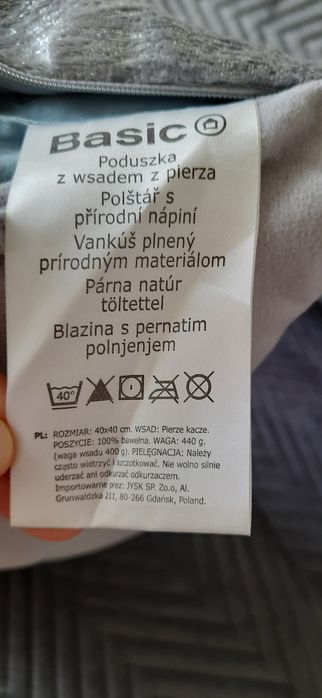 Basic
Poduszka
z wsadem z pierza
Polštář s
přírodní nápiní
Vankúš plnený
prírodným materiálom
Párna natúr
töltettel
Blazina s pernatim
polnjenjem
40°
PL: ROZMIAR: 40x40 cm. WSAD: Pierze kacze.
POSZYCIE: 100% bawełna. WAGA: 440 g.
(waga wsadu 400 g). PIELĘGNACJA: Należy
często wietrzyć i szczotkować. Nie wolno silnie
uderzać ani odkurzać odkurzaczem.
Importowane przez: JYSK SP. Zo.o, Al.
Grunwaldzka 211, 80-266 Gdańsk, Poland.